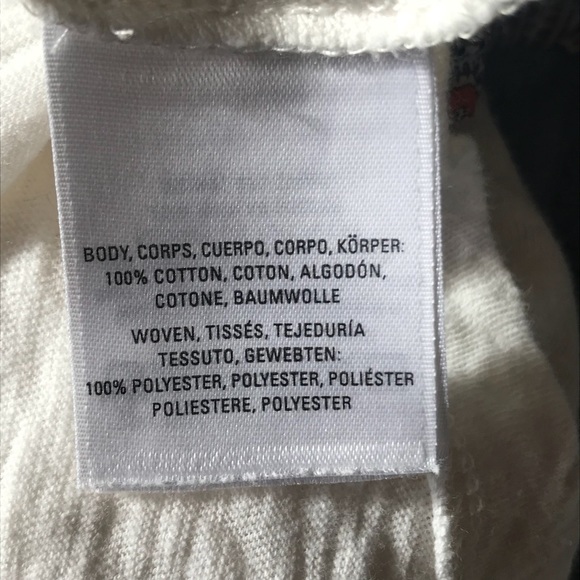 BODY, CORPS, CUERPO, CORPO, KÖRPER:
100% COTTON, COTON, ALGODÓN,
COTONE, BAUMWOLLE
WOVEN, TISSÉS, TEJEDURÍA
TESSUTO, GEWEBTEN:
100% POLYESTER, POLYESTER, POLIÉSTER
POLIESTERE, POLYESTER